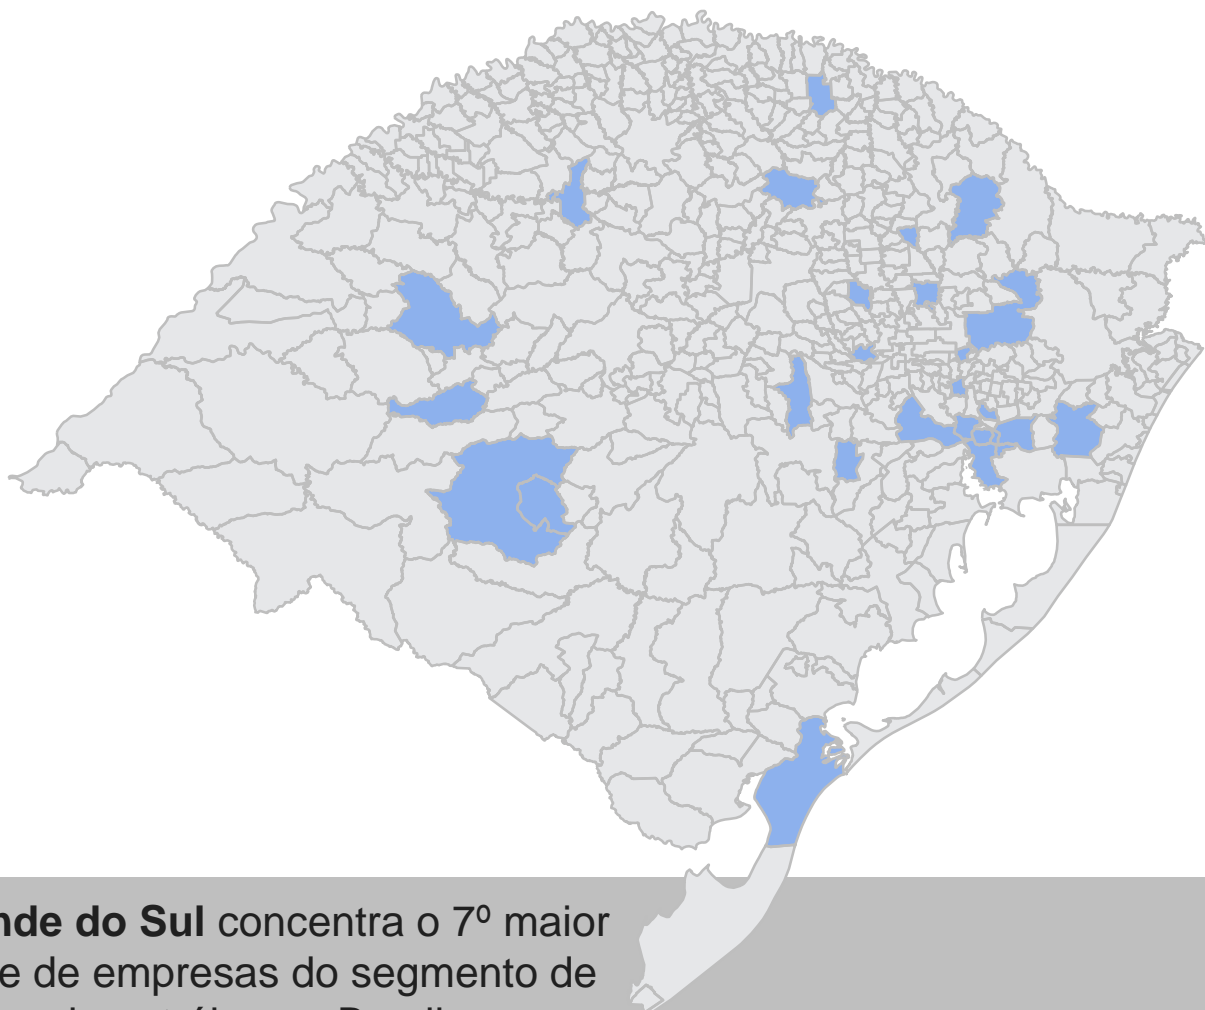 nde do Sul concentra o 7º maior
e de empresas do segmento de